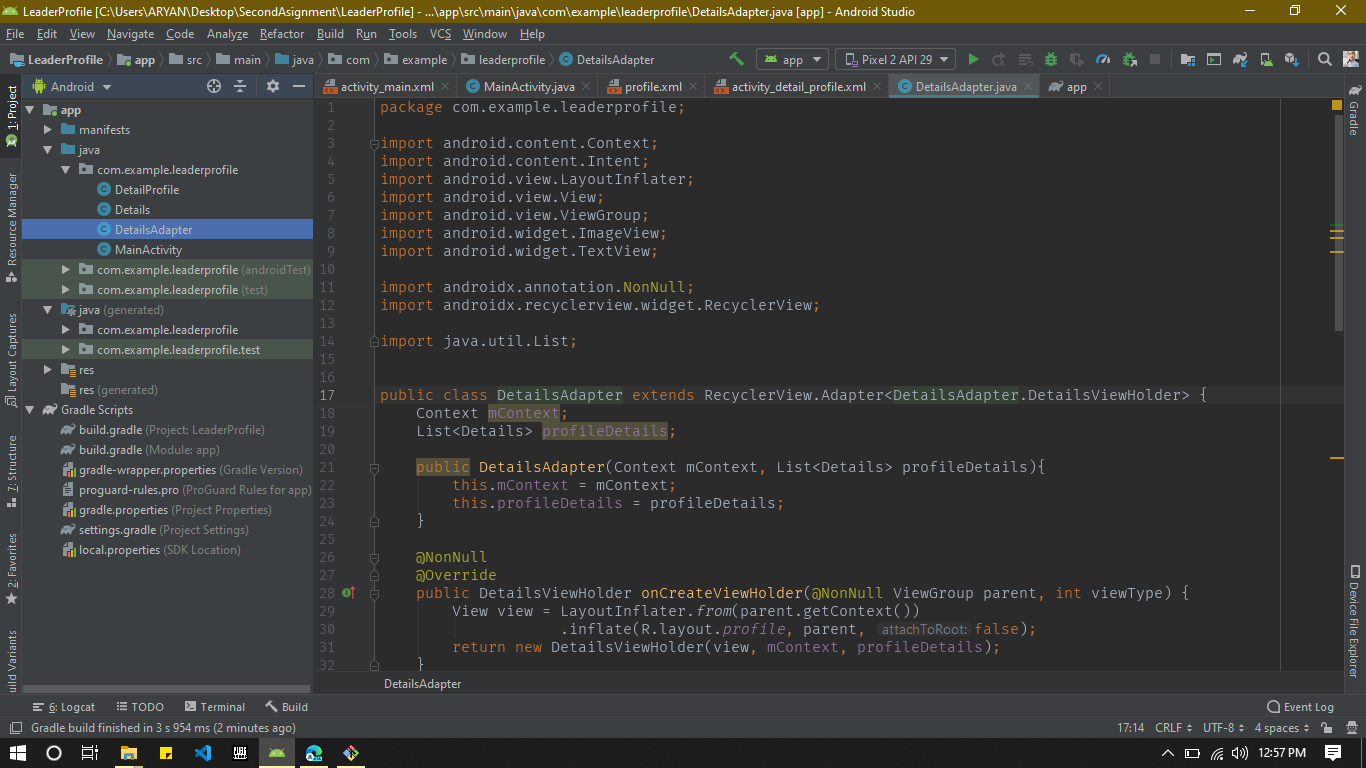 LeaderProfile [C:\Users\ARYAN\Desktop\SecondAsignment\LeaderProfile] - ...\app\src\main\java\com\example\leaderprofile\DetailsAdapter.java [app] - Android Studio
File Edit View Navigate Code Analyze Refactor Build Run Tools VCS Window Help
LeaderProfile app src main java com example leaderprofile DetailsAdapter app Pixel 2 API 29
Android activity_main.xml MainActivity.java profile.xml activity_detail_profile.xml DetailsAdapter.java app
1: Project
Resource Manager
Layout Captures
7: Structure
2: Favorites
uild Variants
app
manifests
java
com.example.leaderprofile
DetailProfile
Details
DetailsAdapter
MainActivity
com.example.leaderprofile (androidTest)
com.example.leaderprofile (test)
java (generated)
com.example.leaderprofile
com.example.leaderprofile.test
res
res (generated)
Gradle Scripts
build.gradle (Project: LeaderProfile)
build.gradle (Module: app)
gradle-wrapper.properties (Gradle Version)
proguard-rules.pro (ProGuard Rules for app)
gradle.properties (Project Properties)
settings.gradle (Project Settings)
local.properties (SDK Location)
1 package com.example.leaderprofile;
2
3 import android.content.Context;
4 import android.content.Intent;
5 import android.view.LayoutInflater;
6 import android.view.View;
7 import android.view.ViewGroup;
8 import android.widget.ImageView;
9 import android.widget.TextView;
10
11 import androidx.annotation.NonNull;
12 import androidx.recyclerview.widget.RecyclerView;
13
14 import java.util.List;
15
16
17 public class DetailsAdapter extends RecyclerView.Adapter<DetailsAdapter.DetailsViewHolder> {
18 Context mContext;
19 List<Details> profileDetails;
20
21 public DetailsAdapter(Context mContext, List<Details> profileDetails){
22 this.mContext = mContext;
23 this.profileDetails = profileDetails;
24 }
25
26 @NonNull
27 @Override
28 public DetailsViewHolder onCreateViewHolder(@NonNull ViewGroup parent, int viewType) {
29 View view = LayoutInflater.from(parent.getContext())
30 .inflate(R.layout.profile, parent, attachToRoot: false);
31 return new DetailsViewHolder(view, mContext, profileDetails);
32 }
DetailsAdapter
Gradle
Device File Explorer
6: Logcat TODO Terminal Build Event Log
Gradle build finished in 3 s 954 ms (2 minutes ago) 17:14 CRLF UTF-8 4 spaces
12:57 PM